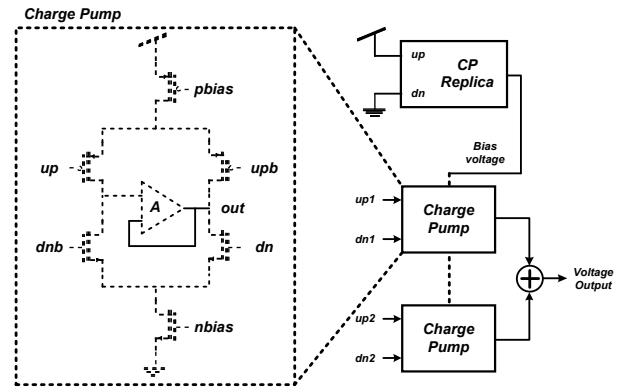 Charge Pump
pbias
up
upb
A
out
dnb
dn
nbias
up
dn
CP
Replica
Bias
voltage
up1
dn1
Charge
Pump
Voltage
Output
up2
dn2
Charge
Pump